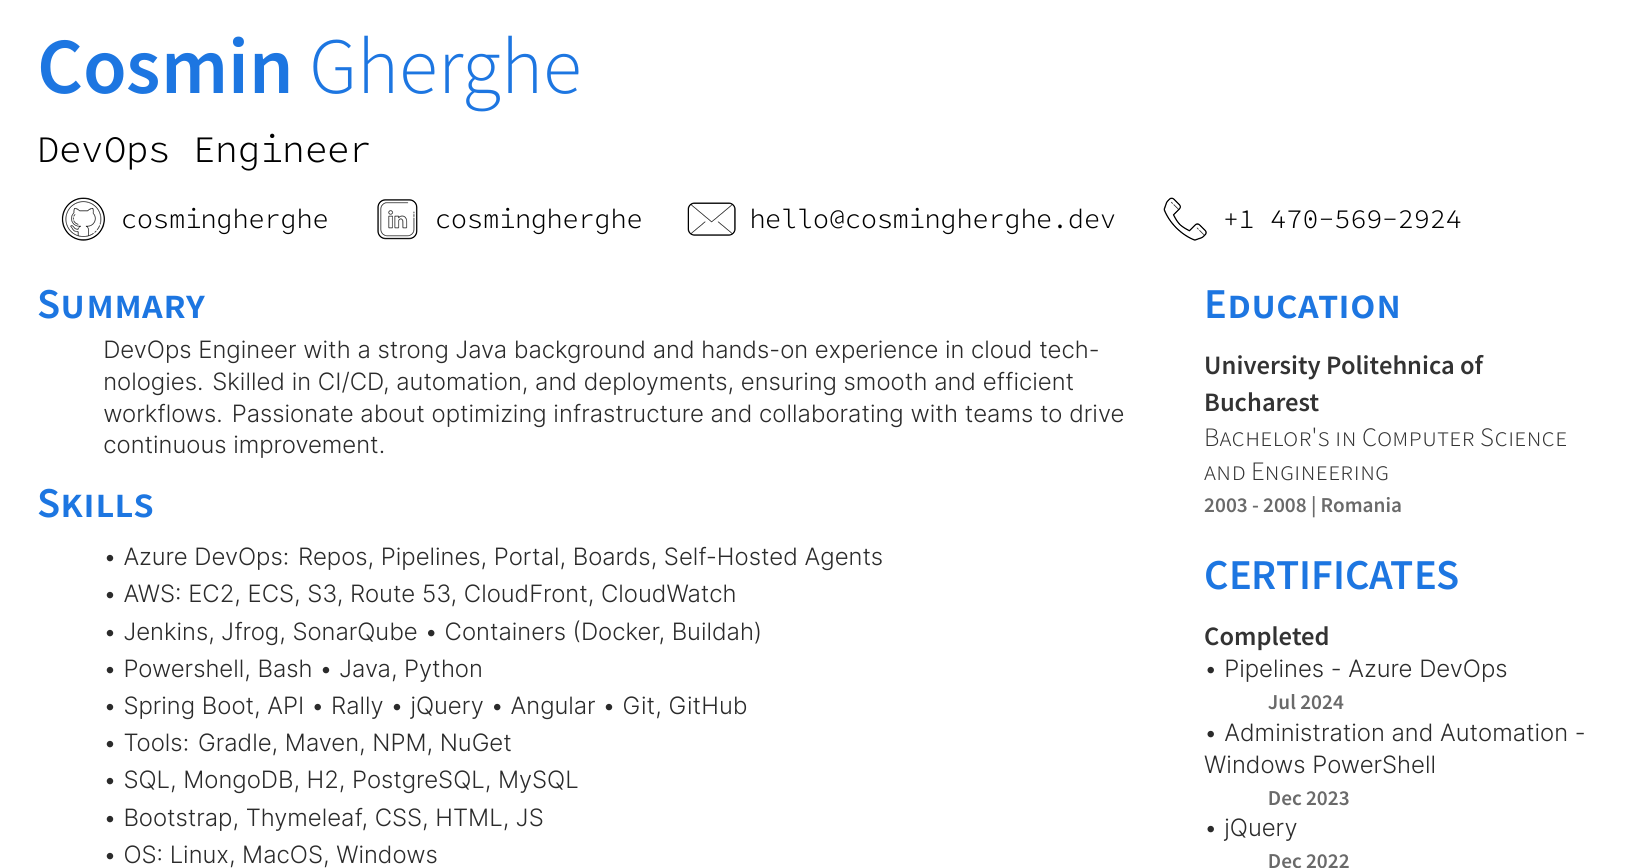 Cosmin Gherghe
DevOps Engineer
cosmingherghe
in cosmingherghe
hello@cosmingherghe.dev
+1 470-569-2924
SUMMARY
DevOps Engineer with a strong Java background and hands-on experience in cloud tech-
nologies. Skilled in CI/CD, automation, and deployments, ensuring smooth and efficient
workflows. Passionate about optimizing infrastructure and collaborating with teams to drive
continuous improvement.
SKILLS
• Azure DevOps: Repos, Pipelines, Portal, Boards, Self-Hosted Agents
• AWS: EC2, ECS, S3, Route 53, CloudFront, CloudWatch
• Jenkins, Jfrog, SonarQube • Containers (Docker, Buildah)
• Powershell, Bash • Java, Python
• Spring Boot, API • Rally • jQuery • Angular • Git, GitHub
• Tools: Gradle, Maven, NPM, NuGet
• SQL, MongoDB, H2, PostgreSQL, MySQL
• Bootstrap, Thymeleaf, CSS, HTML, JS
• OS: Linux, MacOS, Windows
EDUCATION
University Politehnica of
Bucharest
BACHELOR'S IN COMPUTER SCIENCE
AND ENGINEERING
2003 - 2008 | Romania
CERTIFICATES
Completed
• Pipelines - Azure DevOps
Jul 2024
• Administration and Automation -
Windows PowerShell
Dec 2023
• jQuery
Dec 2022